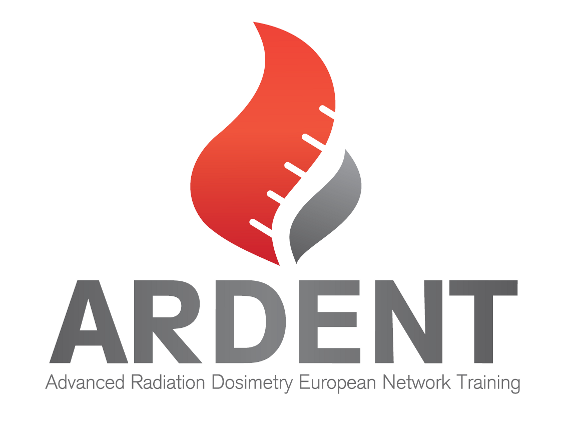 ARDENT
Advanced Radiation Dosimetry European Network Training